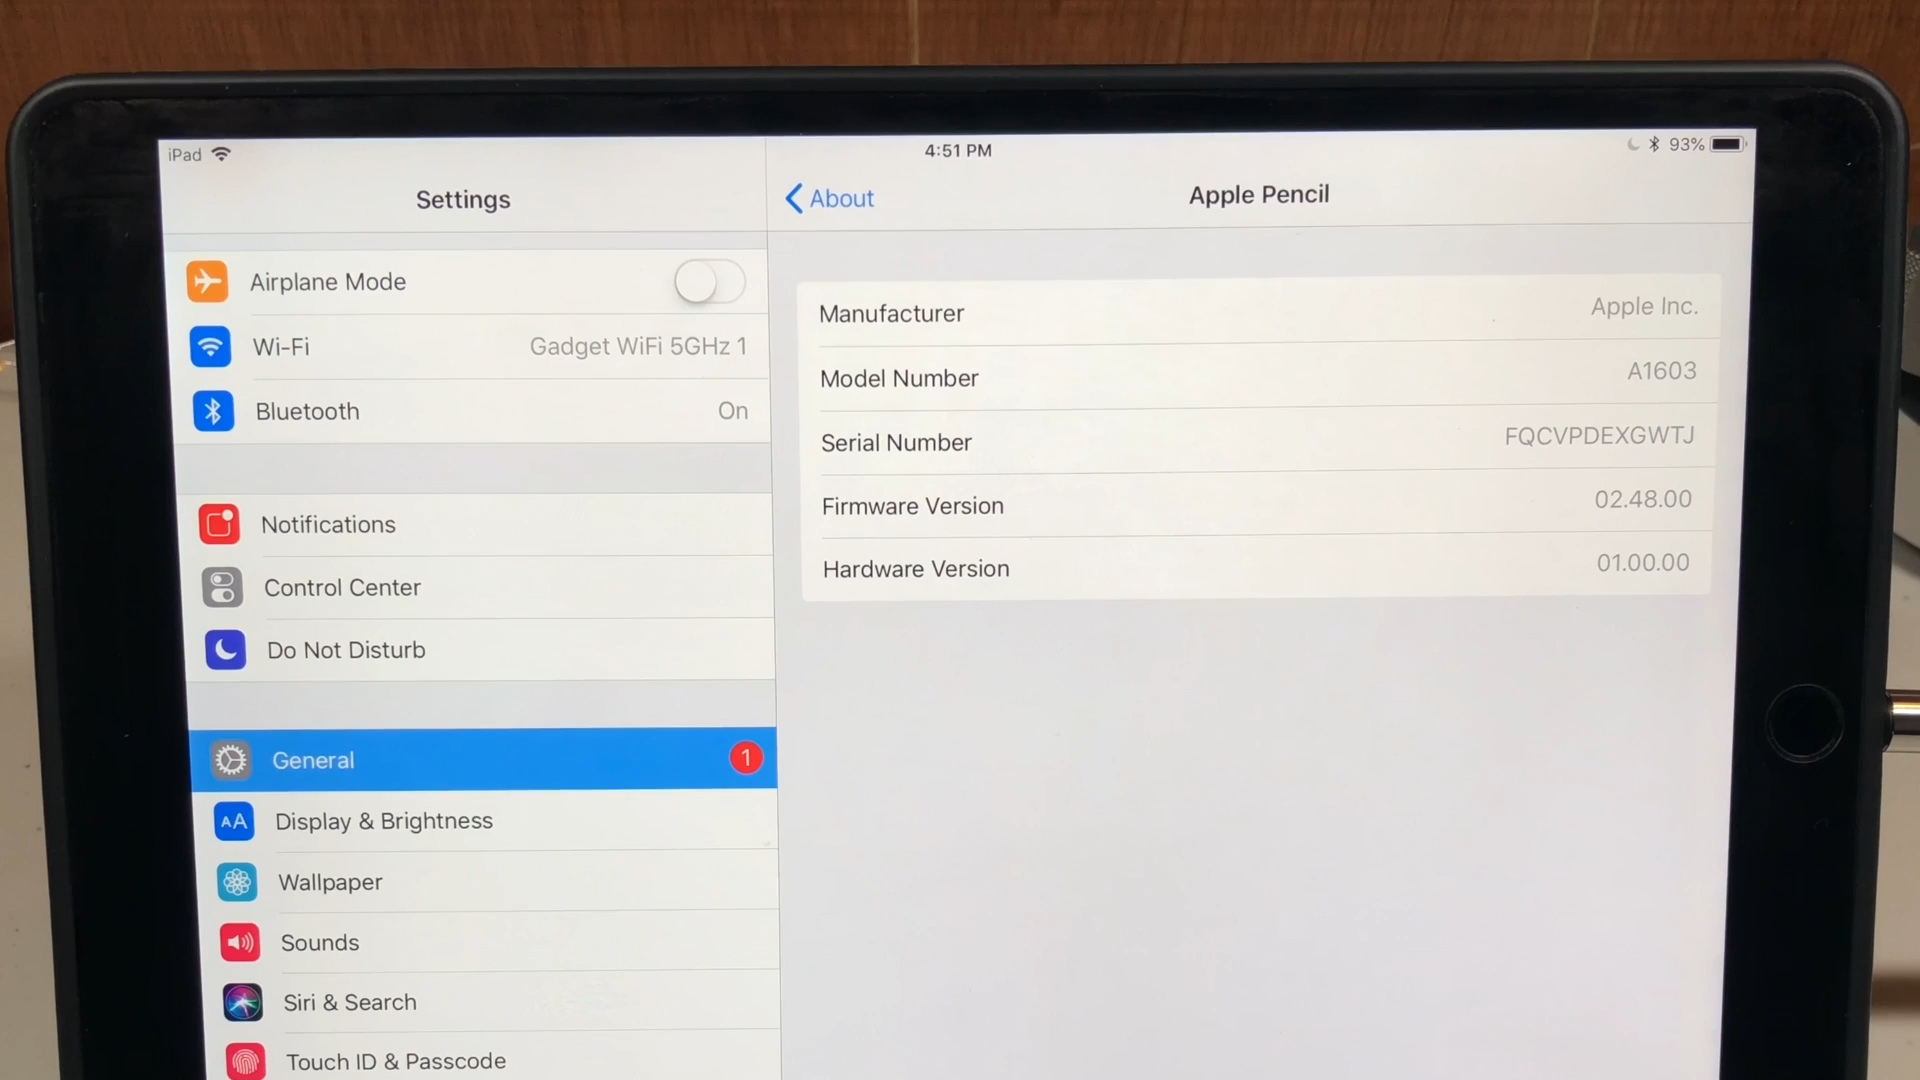 iPad
4:51 PM
93%
Settings
About
Apple Pencil
Airplane Mode
Wi-Fi Gadget WiFi 5GHz 1
Bluetooth On
Notifications
Control Center
Do Not Disturb
General 1
AA Display & Brightness
Wallpaper
Sounds
Siri & Search
Touch ID & Passcode
Manufacturer Apple Inc.
Model Number A1603
Serial Number FQCVPDEXGWTJ
Firmware Version 02.48.00
Hardware Version 01.00.00